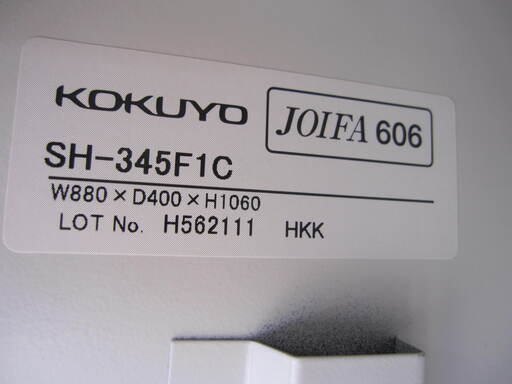 KOKUYO
JOIFA 606
SH-345F1C
W880×D400×H1060
LOT No. H562111 HKK